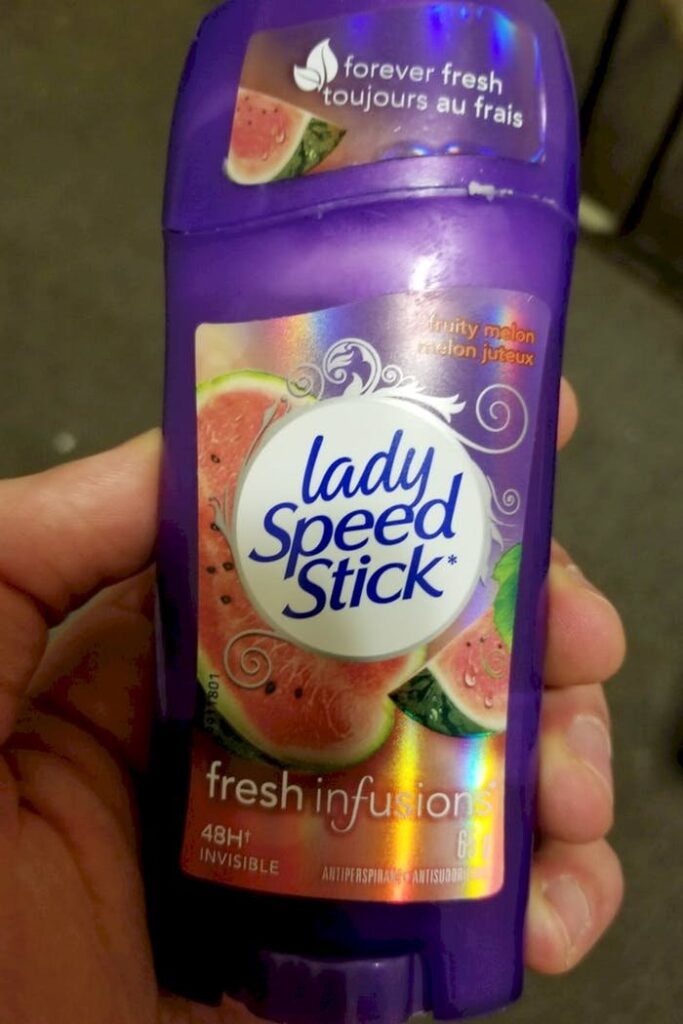 forever fresh
toujours au frais
fruity melon
melon juteux
lady
Speed
Stick*
fresh infusions
48H†
INVISIBLE
ANTIPERSPIRANT •